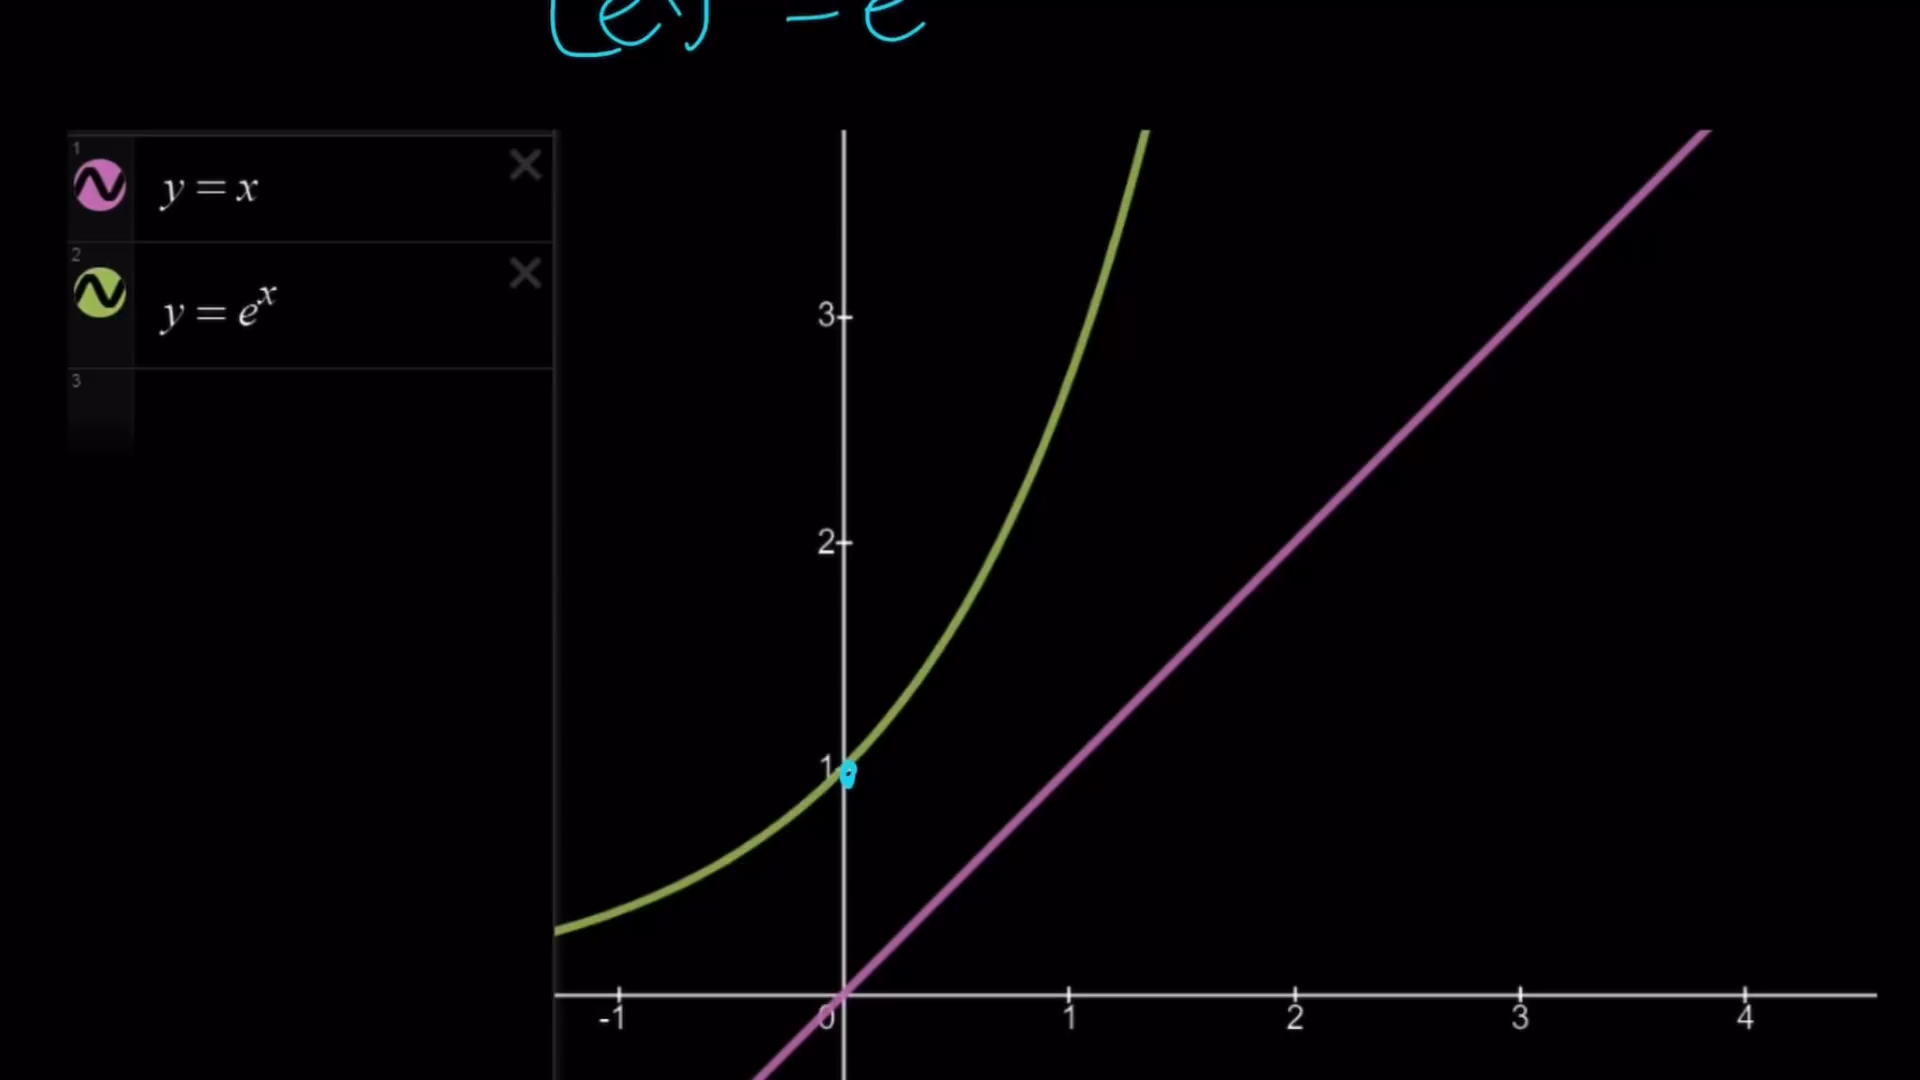 (e^x)' = e
1
y = x
2
y = e^x
3
3
2
1
-1 0 1 2 3 4